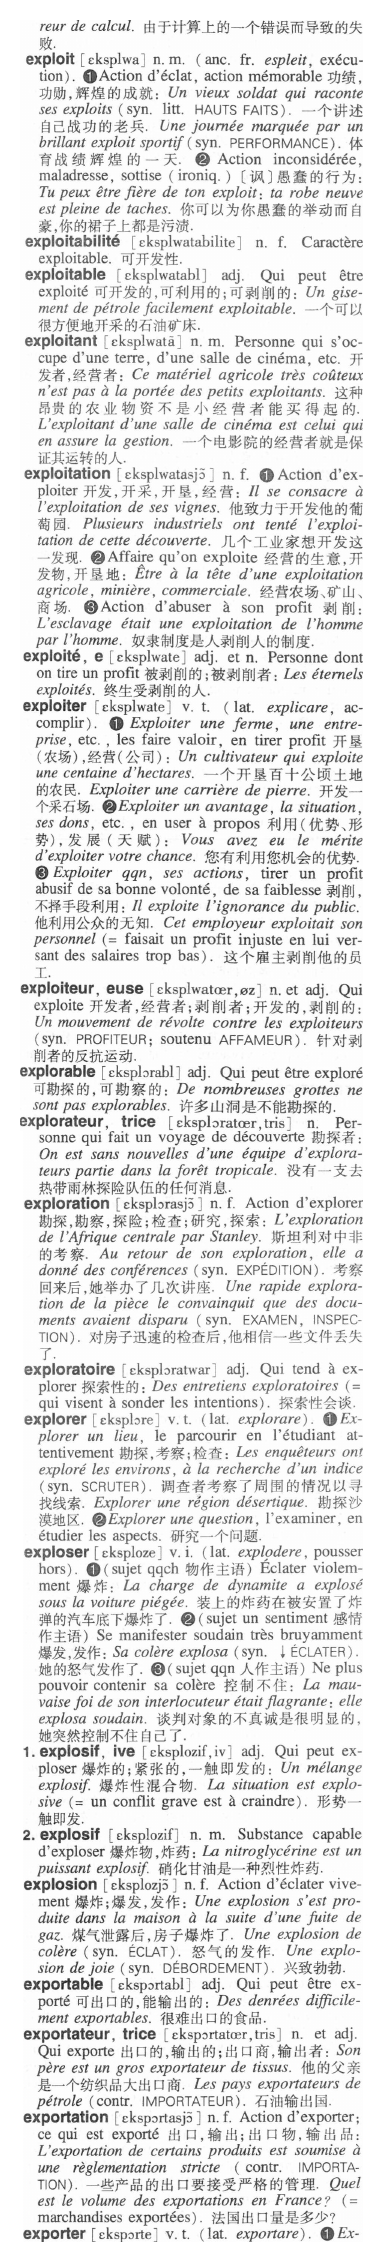 reur de calcul. 由于计算上的一个错误而导致的失
败.
exploit [ɛksplwa] n. m. (anc. fr. espleit, exécu-
tion). ❶Action d'éclat, action mémorable 功绩,
功勋,辉煌的成就: Un vieux soldat qui raconte
ses exploits (syn. litt. HAUTS FAITS). 一个讲述
自己战功的老兵. Une journée marquée par un
brillant exploit sportif (syn. PERFORMANCE). 体
育战绩辉煌的一天. ❷ Action inconsidérée,
maladresse, sottise (ironiq.) [讽]愚蠢的行为:
Tu peux être fière de ton exploit: ta robe neuve
est pleine de taches. 你可以为你愚蠢的举动而自
豪,你的裙子上都是污渍.
exploitabilité [ɛksplwatabilite] n. f. Caractère
exploitable. 可开发性.
exploitable [ɛksplwatabl] adj. Qui peut être
exploité 可开发的,可利用的;可剥削的: Un gise-
ment de pétrole facilement exploitable. 一个可以
很方便地开采的石油矿床.
exploitant [ɛksplwatã] n. m. Personne qui s'oc-
cupe d'une terre, d'une salle de cinéma, etc. 开
发者,经营者: Ce matériel agricole très coûteux
n'est pas à la portée des petits exploitants. 这种
昂贵的农业物资不是小经营者能买得起的.
L'exploitant d'une salle de cinéma est celui qui
en assure la gestion. 一个电影院的经营者就是保
证其运转的人.
exploitation [ɛksplwatasjɔ̃] n. f. ❶Action d'ex-
ploiter 开发,开采,开垦,经营: Il se consacre à
l'exploitation de ses vignes. 他致力于开发他的葡
萄园. Plusieurs industriels ont tenté l'exploi-
tation de cette découverte. 几个工业家想开发这
一发现. ❷Affaire qu'on exploite 经营的生意,开
发物,开垦地: Être à la tête d'une exploitation
agricole, minière, commerciale. 经营农场、矿山、
商场. ❸Action d'abuser à son profit 剥削:
L'esclavage était une exploitation de l'homme
par l'homme. 奴隶制度是人剥削人的制度.
exploité, e [ɛksplwate] adj. et n. Personne dont
on tire un profit 被剥削的;被剥削者: Les éternels
exploités. 终生受剥削的人.
exploiter [ɛksplwate] v. t. (lat. explicare, ac-
complir). ❶ Exploiter une ferme, une entre-
prise, etc., les faire valoir, en tirer profit 开垦
(农场),经营(公司): Un cultivateur qui exploite
une centaine d'hectares. 一个开垦百十公顷土地
的农民. Exploiter une carrière de pierre. 开发一
个采石场. ❷Exploiter un avantage, la situation,
ses dons, etc., en user à propos 利用(优势、形
势),发展(天赋): Vous avez eu le mérite
d'exploiter votre chance. 您有利用您机会的优势.
❸ Exploiter qqn, ses actions, tirer un profit
abusif de sa bonne volonté, de sa faiblesse 剥削,
不择手段利用: Il exploite l'ignorance du public.
他利用公众的无知. Cet employeur exploitait son
personnel (= faisait un profit injuste en lui ver-
sant des salaires trop bas). 这个雇主剥削他的员
工.
exploiteur, euse [ɛksplwatœr,øz] n. et adj. Qui
exploite 开发者,经营者;剥削者;开发的,剥削的:
Un mouvement de révolte contre les exploiteurs
(syn. PROFITEUR; soutenu AFFAMEUR). 针对剥
削者的反抗运动.
explorable [ɛksplɔrabl] adj. Qui peut être exploré
可勘探的,可勘察的: De nombreuses grottes ne
sont pas explorables. 许多山洞是不能勘探的.
explorateur, trice [ɛksplɔratœr,tris] n. Per-
sonne qui fait un voyage de découverte 勘探者:
On est sans nouvelles d'une équipe d'explora-
teurs partie dans la forêt tropicale. 没有一支去
热带雨林探险队伍的任何消息.
exploration [ɛksplɔrasjɔ̃] n. f. Action d'explorer
勘探,勘察,探险;检查;研究,探索: L'exploration
de l'Afrique centrale par Stanley. 斯坦利对中非
的考察. Au retour de son exploration, elle a
donné des conférences (syn. EXPÉDITION). 考察
回来后,她举办了几次讲座. Une rapide explora-
tion de la pièce le convainquit que des docu-
ments avaient disparu (syn. EXAMEN, INSPEC-
TION). 对房子迅速的检查后,他相信一些文件丢失
了.
exploratoire [ɛksplɔratwar] adj. Qui tend à ex-
plorer 探索性的: Des entretiens exploratoires (=
qui visent à sonder les intentions). 探索性会谈.
explorer [ɛksplɔre] v. t. (lat. explorare). ❶Ex-
plorer un lieu, le parcourir en l'étudiant at-
tentivement 勘探,考察;检查: Les enquêteurs ont
exploré les environs, à la recherche d'un indice
(syn. SCRUTER). 调查者考察了周围的情况以寻
找线索. Explorer une région désertique. 勘探沙
漠地区. ❷Explorer une question, l'examiner, en
étudier les aspects. 研究一个问题.
exploser [ɛksploze] v. i. (lat. explodere, pousser
hors). ❶(sujet qqch 物作主语) Éclater violem-
ment 爆炸: La charge de dynamite a explosé
sous la voiture piégée. 装上的炸药在被安置了炸
弹的汽车底下爆炸了. ❷(sujet un sentiment 感情
作主语) Se manifester soudain très bruyamment
爆发,发作: Sa colère explosa (syn. ↓ÉCLATER).
她的怒气发作了. ❸(sujet qqn 人作主语) Ne plus
pouvoir contenir sa colère 控制不住: La mau-
vaise foi de son interlocuteur était flagrante: elle
explosa soudain. 谈判对象的不真诚是很明显的,
她突然控制不住自己了.
1. explosif, ive [ɛksplozif,iv] adj. Qui peut ex-
ploser 爆炸的;紧张的,一触即发的: Un mélange
explosif. 爆炸性混合物. La situation est explo-
sive (= un conflit grave est à craindre). 形势一
触即发.
2. explosif [ɛksplozif] n. m. Substance capable
d'exploser 爆炸物,炸药: La nitroglycérine est un
puissant explosif. 硝化甘油是一种烈性炸药.
explosion [ɛksplozjɔ̃] n. f. Action d'éclater vive-
ment 爆炸;爆发,发作: Une explosion s'est pro-
duite dans la maison à la suite d'une fuite de
gaz. 煤气泄露后,房子爆炸了. Une explosion de
colère (syn. ÉCLAT). 怒气的发作. Une explo-
sion de joie (syn. DÉBORDEMENT). 兴致勃勃.
exportable [ɛkspɔrtabl] adj. Qui peut être ex-
porté 可出口的,能输出的: Des denrées difficile-
ment exportables. 很难出口的食品.
exportateur, trice [ɛkspɔrtatœr,tris] n. et adj.
Qui exporte 出口的,输出的;出口商,输出者: Son
père est un gros exportateur de tissus. 他的父亲
是一个纺织品大出口商. Les pays exportateurs de
pétrole (contr. IMPORTATEUR). 石油输出国.
exportation [ɛkspɔrtasjɔ̃] n. f. Action d'exporter;
ce qui est exporté 出口,输出;出口物,输出品:
L'exportation de certains produits est soumise à
une règlementation stricte (contr. IMPORTA-
TION). 一些产品的出口要接受严格的管理. Quel
est le volume des exportations en France? (=
marchandises exportées). 法国出口量是多少?
exporter [ɛkspɔrte] v. t. (lat. exportare). ❶Ex-